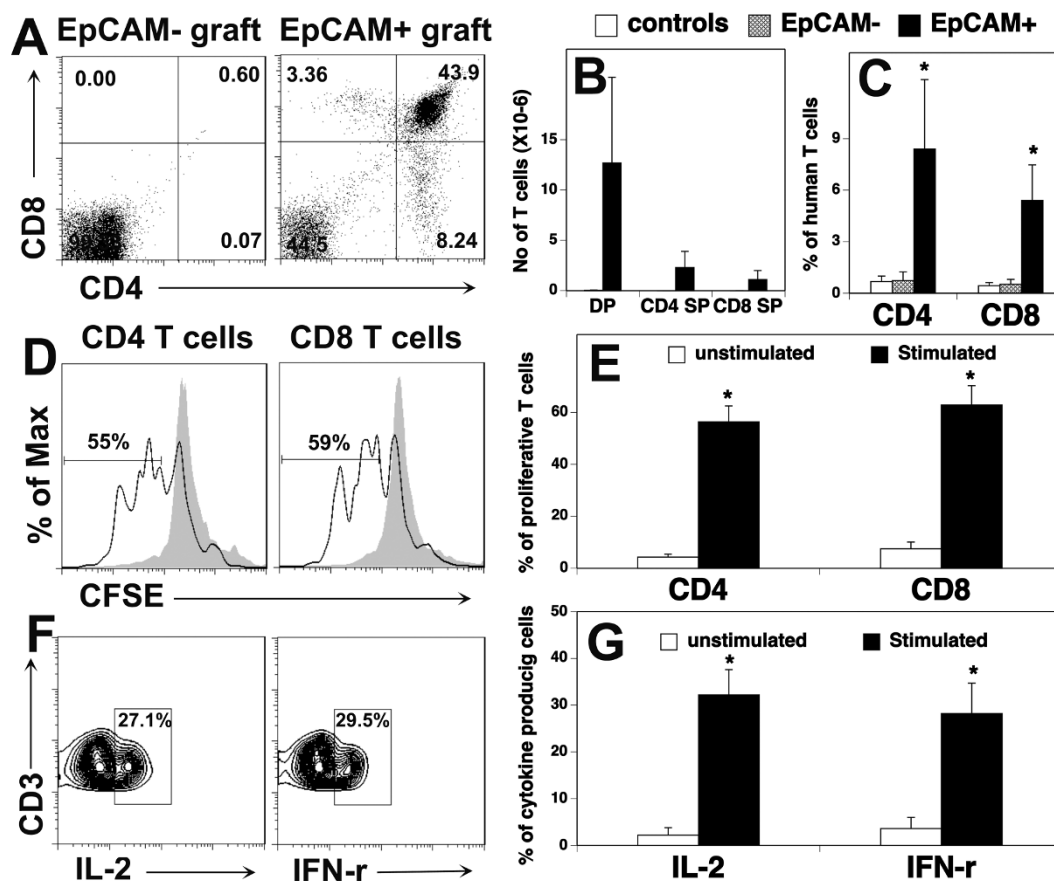 EpCAM- graft EpCAM+ graft
A
0.00 0.60
3.36 43.9
0.07
44.5 8.24
CD8
CD4
controls EpCAM- EpCAM+
B
No of T cells (X10-6)
15
10
5
0
DP CD4 SP CD8 SP
C
% of human T cells
9
6
3
0
* *
CD4 CD8
CD4 T cells CD8 T cells
D
55% 59%
% of Max
CFSE
E
unstimulated Stimulated
% of proliferative T cells
60
40
20
0
* *
CD4 CD8
F
27.1% 29.5%
CD3
IL-2 IFN-r
G
unstimulated Stimulated
% of cytokine producig cells
50
40
30
20
10
0
* *
IL-2 IFN-r